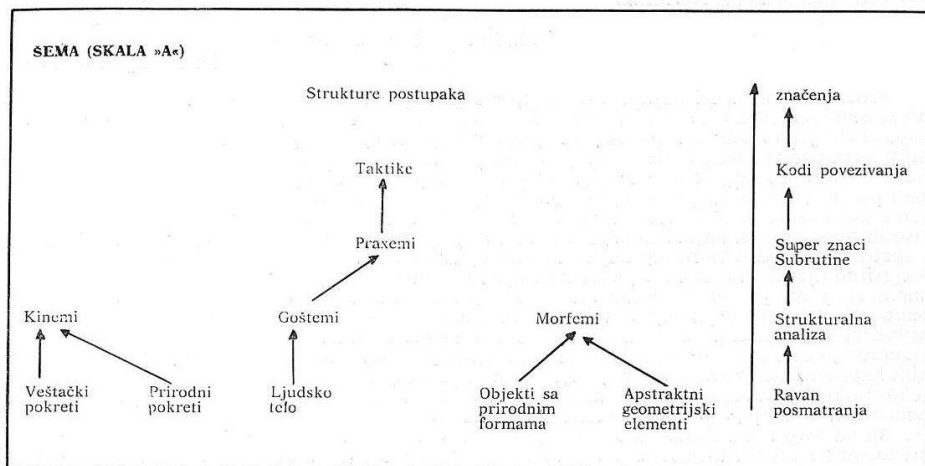 ŠEMA (SKALA »A«)
Strukture postupaka
značenja
Taktike
Kodi povezivanja
Praxemi
Super znaci
Subrutine
Kinemi
Goštemi
Morfemi
Strukturalna
analiza
Veštački
pokreti
Prirodni
pokreti
Ljudsko
telo
Objekti sa
prirodnim
formama
Apstraktni
geometrijski
elementi
Ravan
posmatranja